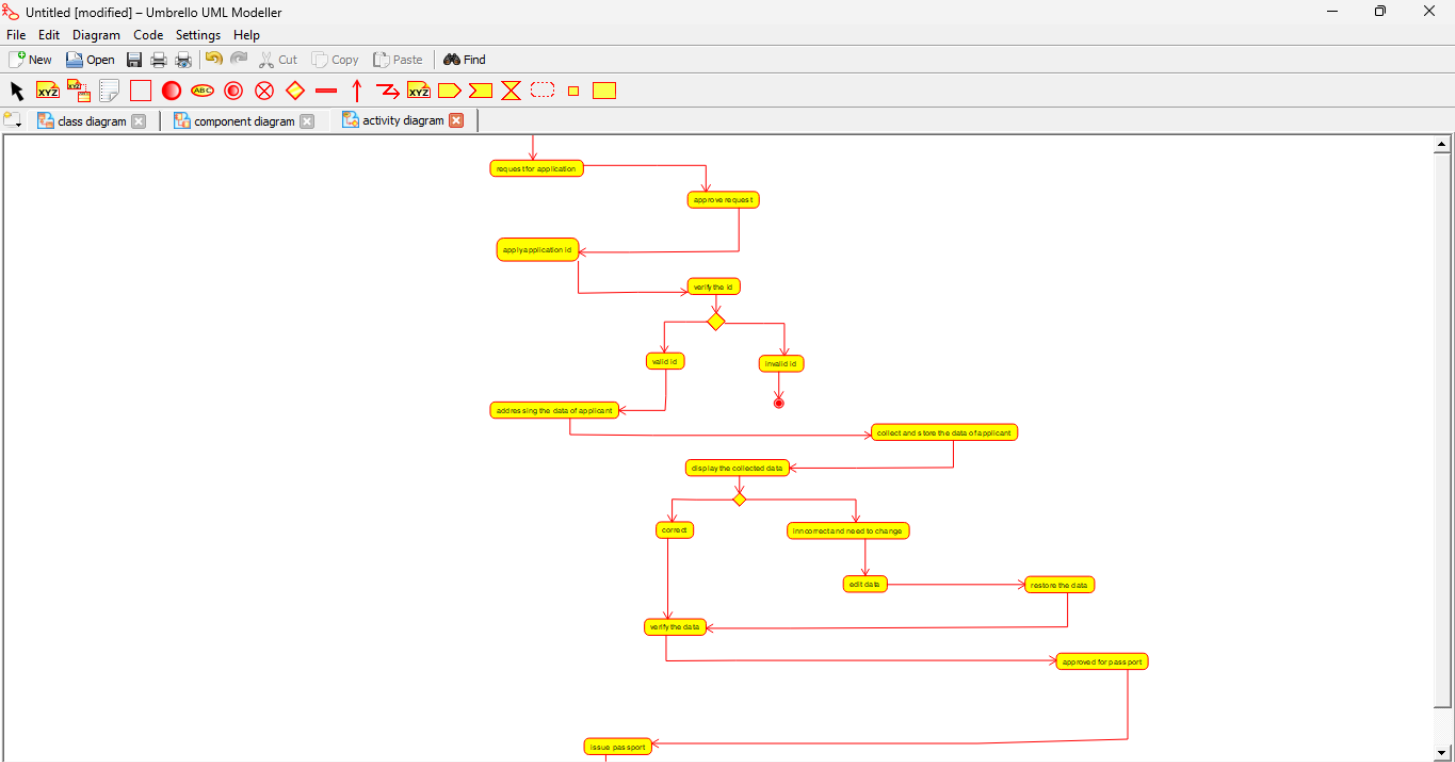 Untitled [modified] – Umbrello UML Modeller
File Edit Diagram Code Settings Help
New Open Cut Copy Paste Find
XYZ XYZ ABC XYZ
class diagram component diagram activity diagram
request for application
approve request
apply application id
verify the id
valid id
invalid id
addressing the data of applicant
collect and store the data of applicant
display the collected data
correct
inncorrect and need to change
edit data
restore the data
verify the data
approved for passport
issue passport